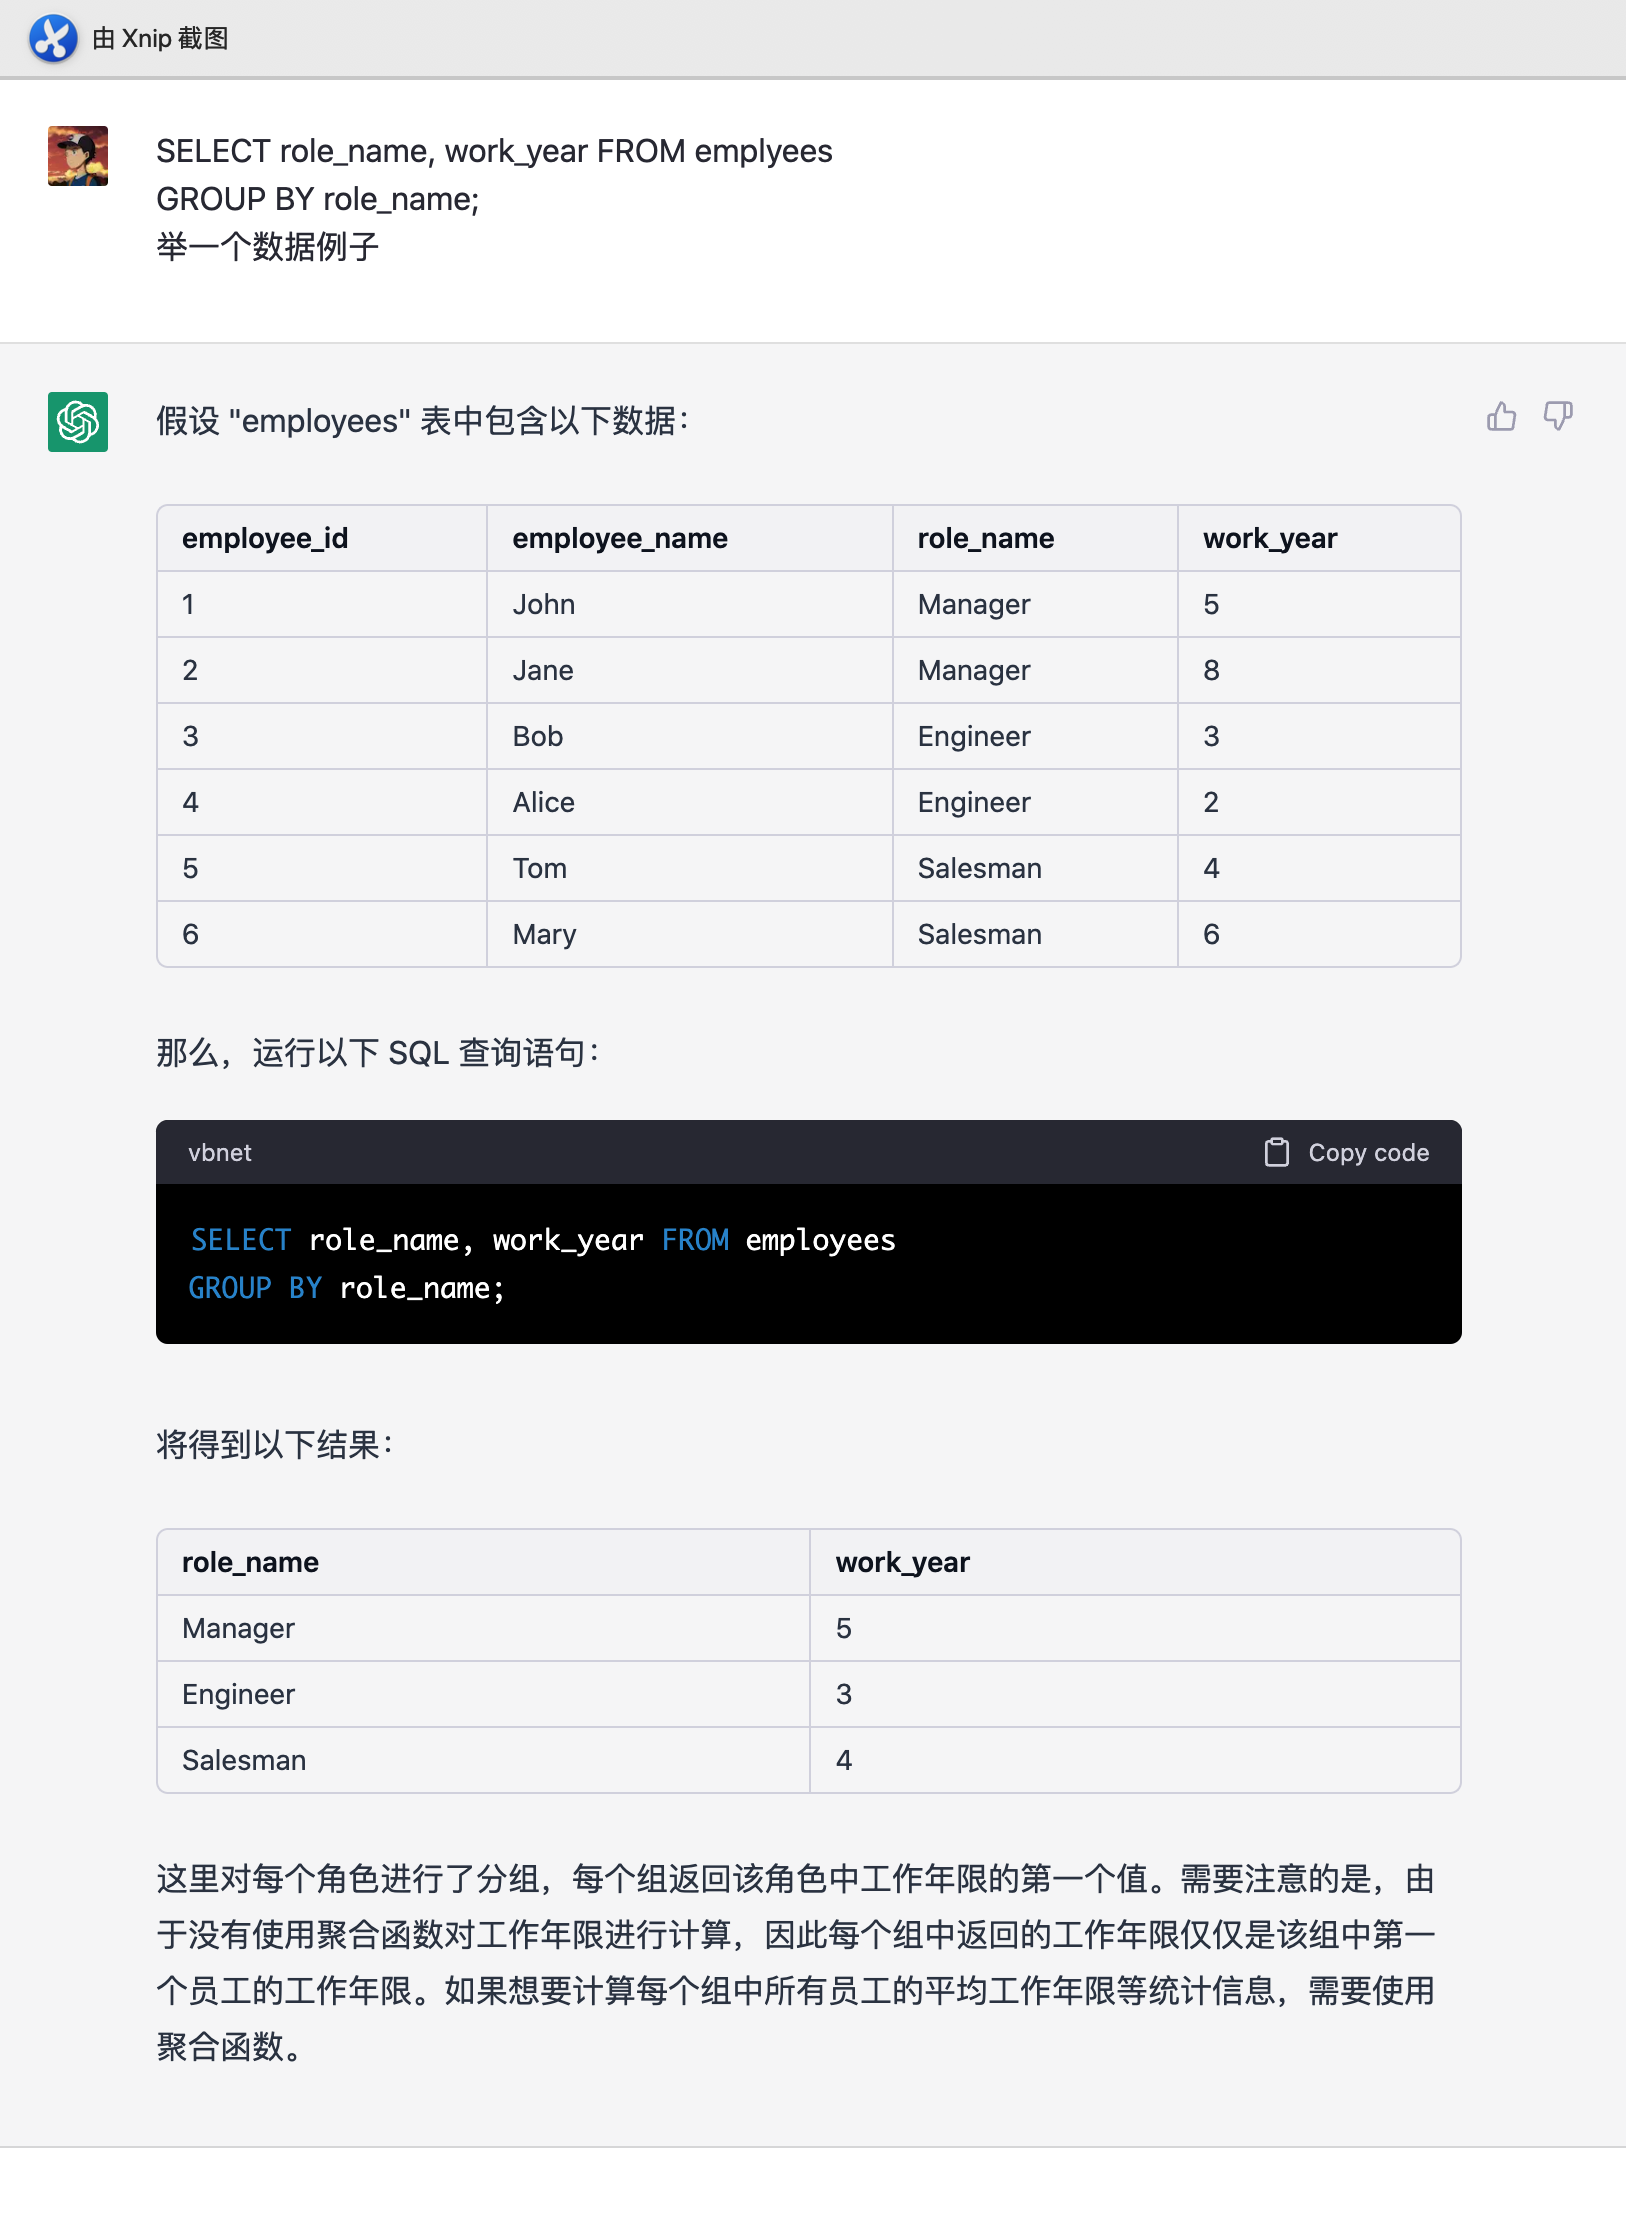 由 Xnip 截图
SELECT role_name, work_year FROM emplyees
GROUP BY role_name;
举一个数据例子
假设 "employees" 表中包含以下数据：
employee_id employee_name role_name work_year
1 John Manager 5
2 Jane Manager 8
3 Bob Engineer 3
4 Alice Engineer 2
5 Tom Salesman 4
6 Mary Salesman 6
那么，运行以下 SQL 查询语句：
vbnet Copy code
SELECT role_name, work_year FROM employees
GROUP BY role_name;
将得到以下结果：
role_name work_year
Manager 5
Engineer 3
Salesman 4
这里对每个角色进行了分组，每个组返回该角色中工作年限的第一个值。需要注意的是，由
于没有使用聚合函数对工作年限进行计算，因此每个组中返回的工作年限仅仅是该组中第一
个员工的工作年限。如果想要计算每个组中所有员工的平均工作年限等统计信息，需要使用
聚合函数。